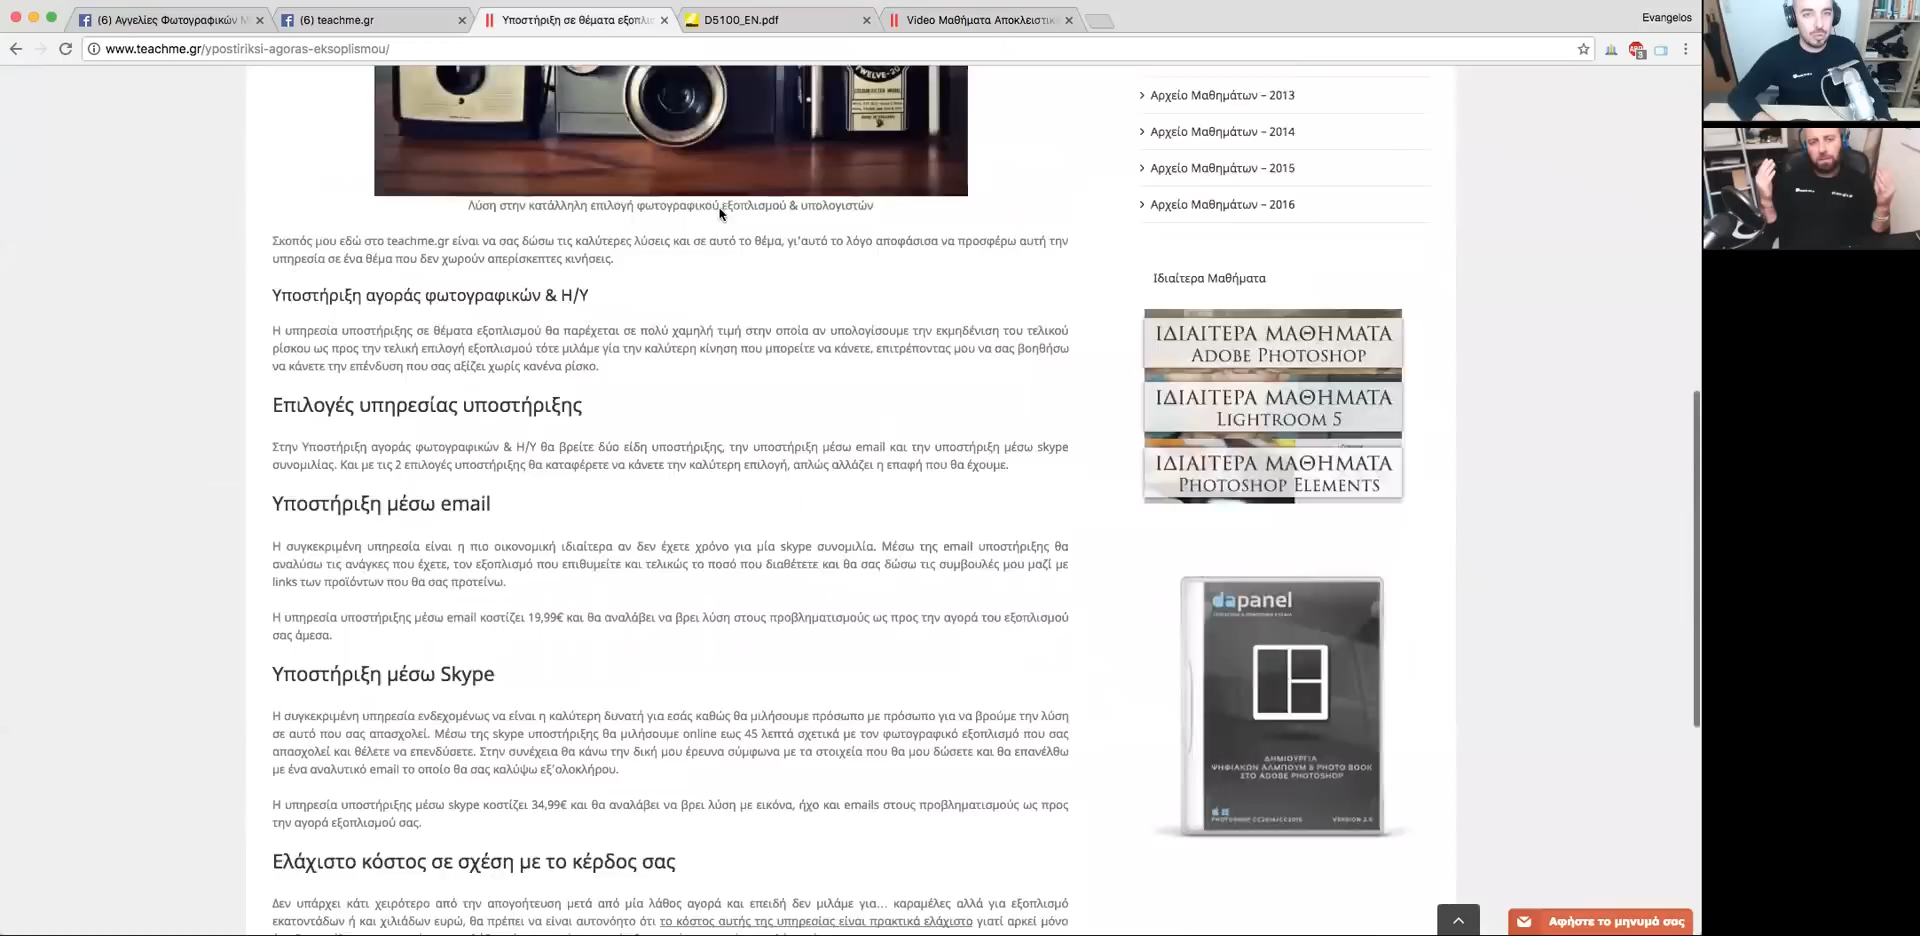 (6) Αγγελίες Φωτογραφικών Μ
(6) teachme.gr
Υποστήριξη σε θέματα εξοπλισ
D5100_EN.pdf
Video Μαθήματα Αποκλειστικ
Evangelos
www.teachme.gr/ypostiriksi-agoras-eksoplismou/
Λύση στην κατάλληλη επιλογή φωτογραφικού εξοπλισμού & υπολογιστών
Σκοπός μου εδώ στο teachme.gr είναι να σας δώσω τις καλύτερες λύσεις και σε αυτό το θέμα, γι'αυτό το λόγο αποφάσισα να προσφέρω αυτή την
υπηρεσία σε ένα θέμα που δεν χωρούν απερίσκεπτες κινήσεις.
Υποστήριξη αγοράς φωτογραφικών & Η/Υ
Η υπηρεσία υποστήριξης σε θέματα εξοπλισμού θα παρέχεται σε πολύ χαμηλή τιμή στην οποία αν υπολογίσουμε την εκμηδένιση του τελικού
ρίσκου ως προς την τελική επιλογή εξοπλισμού τότε μιλάμε γία την καλύτερη κίνηση που μπορείτε να κάνετε, επιτρέποντας μου να σας βοηθήσω
να κάνετε την επένδυση που σας αξίζει χωρίς κανένα ρίσκο.
Επιλογές υπηρεσίας υποστήριξης
Στην Υποστήριξη αγοράς φωτογραφικών & Η/Υ θα βρείτε δύο είδη υποστήριξης, την υποστήριξη μέσω email και την υποστήριξη μέσω skype
συνομιλίας. Και με τις 2 επιλογές υποστήριξης θα καταφέρετε να κάνετε την καλύτερη επιλογή, απλώς αλλάζει η επαφή που θα έχουμε.
Υποστήριξη μέσω email
Η συγκεκριμένη υπηρεσία είναι η πιο οικονομική ιδιαίτερα αν δεν έχετε χρόνο για μία skype συνομιλία. Μέσω της email υποστήριξης θα
αναλύσω τις ανάγκες που έχετε, τον εξοπλισμό που επιθυμείτε και τελικώς το ποσό που διαθέτετε και θα σας δώσω τις συμβουλές μου μαζί με
links των προϊόντων που θα σας προτείνω.
Η υπηρεσία υποστήριξης μέσω email κοστίζει 19,99€ και θα αναλάβει να βρει λύση στους προβληματισμούς ως προς την αγορά του εξοπλισμού
σας άμεσα.
Υποστήριξη μέσω Skype
Η συγκεκριμένη υπηρεσία ενδεχομένως να είναι η καλύτερη δυνατή για εσάς καθώς θα μιλήσουμε πρόσωπο με πρόσωπο για να βρούμε την λύση
σε αυτό που σας απασχολεί. Μέσω της skype υποστήριξης θα μιλήσουμε online εως 45 λεπτά σχετικά με τον φωτογραφικό εξοπλισμό που σας
απασχολεί και θέλετε να επενδύσετε. Στην συνέχεια θα κάνω την δική μου έρευνα σύμφωνα με τα στοιχεία που θα μου δώσετε και θα επανέλθω
με ένα αναλυτικό email το οποίο θα σας καλύψω εξ'ολοκλήρου.
Η υπηρεσία υποστήριξης μέσω skype κοστίζει 34,99€ και θα αναλάβει να βρει λύση με εικόνα, ήχο και emails στους προβληματισμούς ως προς
την αγορά εξοπλισμού σας.
Ελάχιστο κόστος σε σχέση με το κέρδος σας
Δεν υπάρχει κάτι χειρότερο από την απογοήτευση μετά από μία λάθος αγορά και επειδή δεν μιλάμε για... καραμέλες αλλά για εξοπλισμό
εκατοντάδων ή και χιλιάδων ευρώ, θα πρέπει να είναι αυτονόητο ότι το κόστος αυτής της υπηρεσίας είναι πρακτικά ελάχιστο γιατί αρκεί μόνο
Αρχείο Μαθημάτων – 2013
Αρχείο Μαθημάτων – 2014
Αρχείο Μαθημάτων – 2015
Αρχείο Μαθημάτων – 2016
Ιδιαίτερα Μαθήματα
ΙΔΙΑΙΤΕΡΑ ΜΑΘΗΜΑΤΑ
ADOBE PHOTOSHOP
ΙΔΙΑΙΤΕΡΑ ΜΑΘΗΜΑΤΑ
LIGHTROOM 5
ΙΔΙΑΙΤΕΡΑ ΜΑΘΗΜΑΤΑ
PHOTOSHOP ELEMENTS
dapanel
ΔΗΜΙΟΥΡΓΙΑ
ΨΗΦΙΑΚΩΝ ΑΛΜΠΟΥΜ & PHOTO BOOK
ΣΤΟ ADOBE PHOTOSHOP
Αφήστε το μηνυμά σας